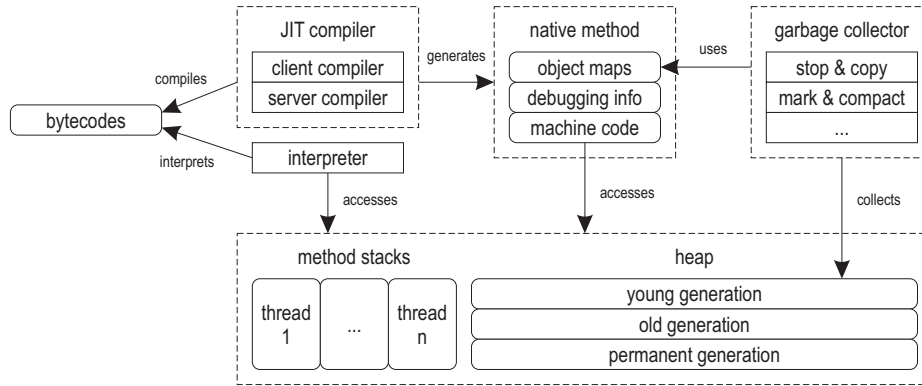 JIT compiler
native method
garbage collector
generates
uses
client compiler
object maps
stop & copy
compiles
server compiler
debugging info
mark & compact
bytecodes
machine code
...
interprets
interpreter
accesses
accesses
collects
method stacks
heap
thread
1
...
thread
n
young generation
old generation
permanent generation